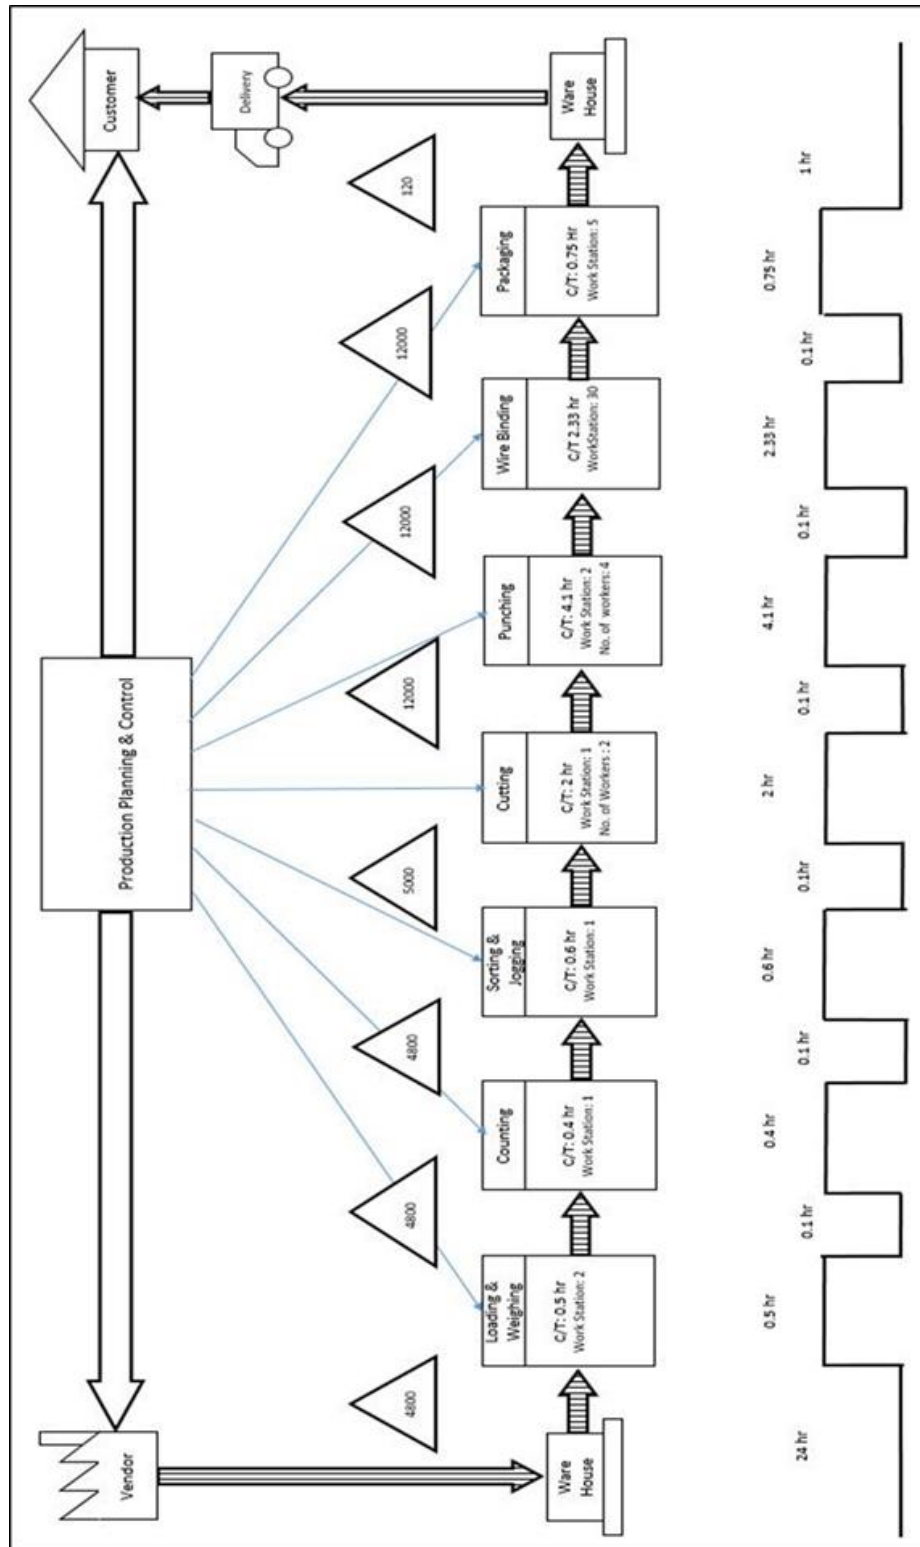 Production Planning & Control
Vendor
Customer
Delivery
4800
4800
4800
5000
12000
12000
12000
120
Ware
House
Loading &
Weighing
C/T: 0.5 hr
Work Station: 2
Counting
C/T: 0.4 hr
Work Station: 1
Sorting &
Jogging
C/T: 0.6 hr
Work Station: 1
Cutting
C/T: 2 hr
Work Station: 1
No. of Workers : 2
Punching
C/T: 4.1 hr
Work Station: 2
No. of workers: 4
Wire Binding
C/T 2.33 hr
WorkStation: 30
Packaging
C/T: 0.75 Hr
Work Station: 5
Ware
House
24 hr
0.5 hr
0.1 hr
0.4 hr
0.1 hr
0.6 hr
0.1hr
2 hr
0.1 hr
4.1 hr
0.1 hr
2.33 hr
0.1 hr
0.75 hr
1 hr